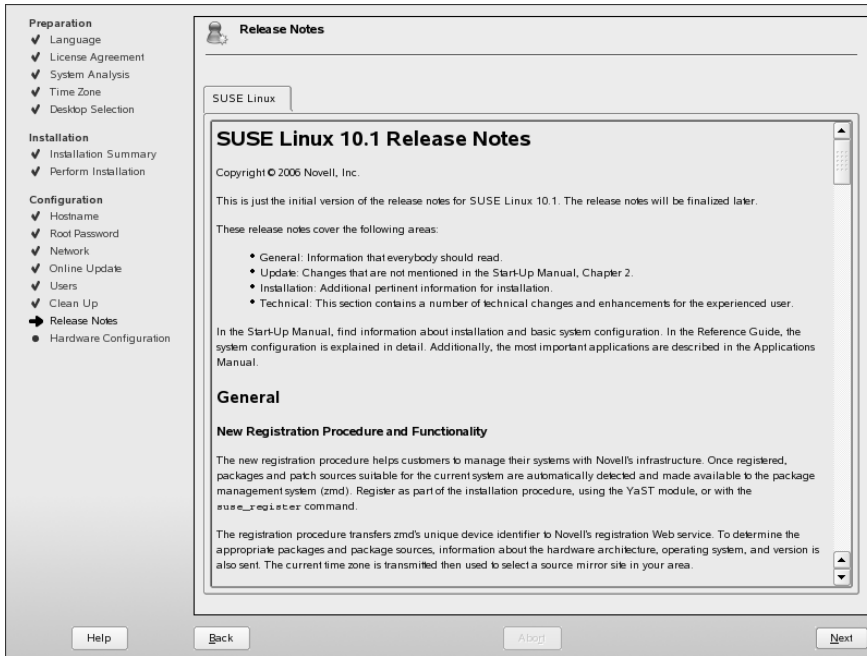 Preparation
Language
License Agreement
System Analysis
Time Zone
Desktop Selection
Installation
Installation Summary
Perform Installation
Configuration
Hostname
Root Password
Network
Online Update
Users
Clean Up
Release Notes
Hardware Configuration
Release Notes
SUSE Linux
SUSE Linux 10.1 Release Notes
Copyright © 2006 Novell, Inc.
This is just the initial version of the release notes for SUSE Linux 10.1. The release notes will be finalized later.
These release notes cover the following areas:
• General: Information that everybody should read.
• Update: Changes that are not mentioned in the Start-Up Manual, Chapter 2.
• Installation: Additional pertinent information for installation.
• Technical: This section contains a number of technical changes and enhancements for the experienced user.
In the Start-Up Manual, find information about installation and basic system configuration. In the Reference Guide, the
system configuration is explained in detail. Additionally, the most important applications are described in the Applications
Manual.
General
New Registration Procedure and Functionality
The new registration procedure helps customers to manage their systems with Novell's infrastructure. Once registered,
packages and patch sources suitable for the current system are automatically detected and made available to the package
management system (zmd). Register as part of the installation procedure, using the YaST module, or with the
suse_register command.
The registration procedure transfers zmd's unique device identifier to Novell's registration Web service. To determine the
appropriate packages and package sources, information about the hardware architecture, operating system, and version is
also sent. The current time zone is transmitted then used to select a source mirror site in your area.
Help
Back
Abort
Next